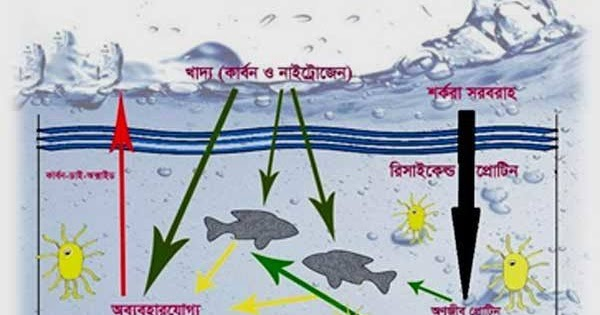 খাদ্য (কার্বন ও নাইট্রোজেন)
শর্করা সরবরাহ
কার্বন-ডাই-অক্সাইড
রিসাইকেল্ড প্রোটিন
অব্যবহারযোগ্য
অণুজীব প্রোটিন